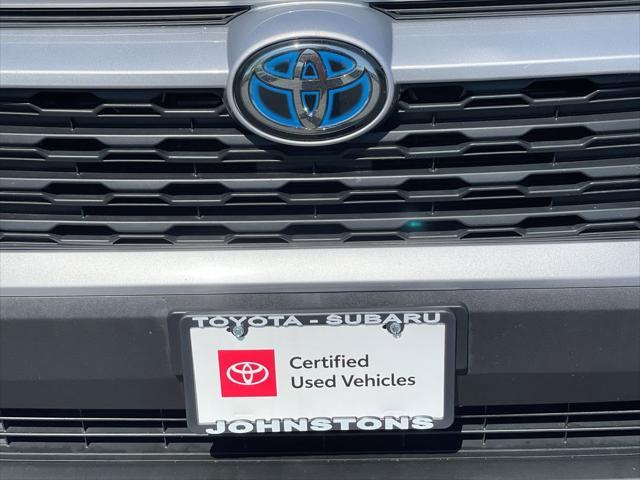 TOYOTA - SUBARU
Certified
Used Vehicles
JOHNSTONS